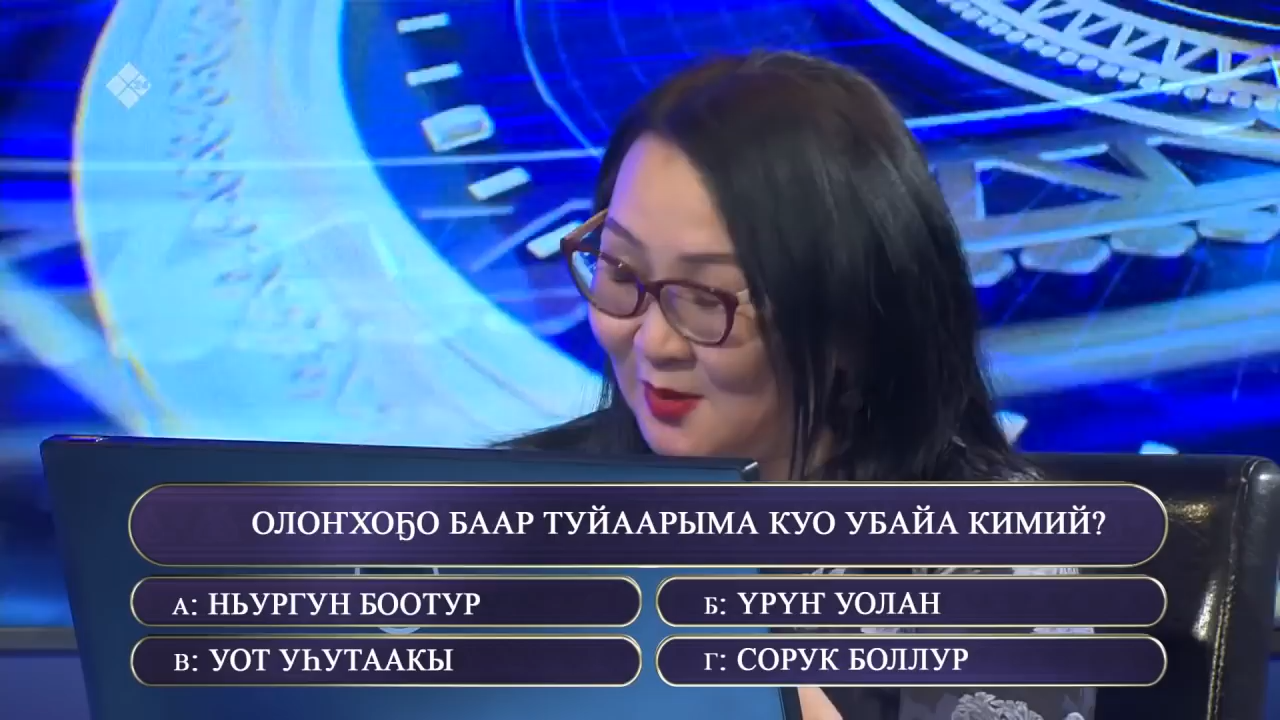 ОЛОҤХОҔО БААР ТУЙААРЫМА КУО УБАЙА КИМИЙ?
А: НЬУРГУН БООТУР
Б: ҮРҮҤ УОЛАН
В: УОТ УҺУТААКЫ
Г: СОРУК БОЛЛУР